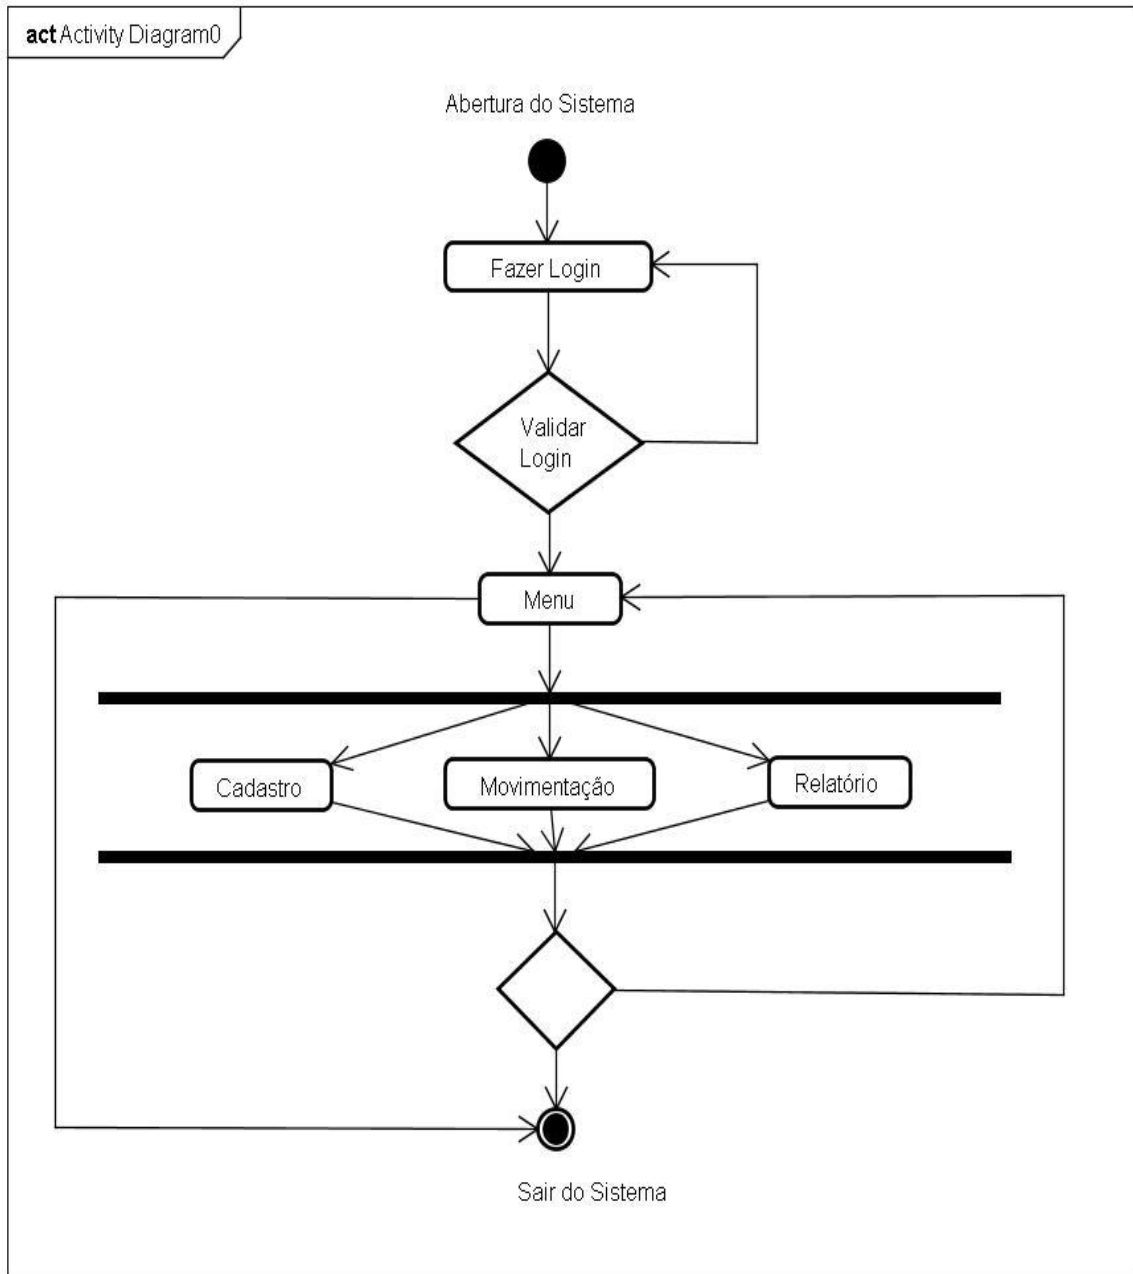 act Activity Diagram0
Abertura do Sistema
Fazer Login
Validar
Login
Menu
Cadastro
Movimentação
Relatório
Sair do Sistema